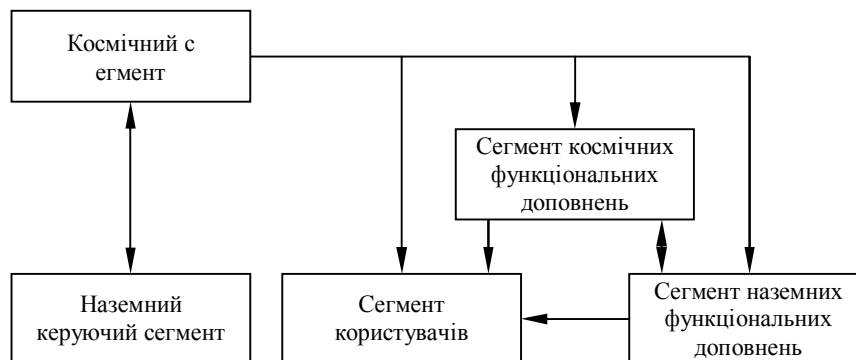 Космічний с
егмент
Сегмент космічних
функціональних
доповнень
Наземний
керуючий сегмент
Сегмент
користувачів
Сегмент наземних
функціональних
доповнень